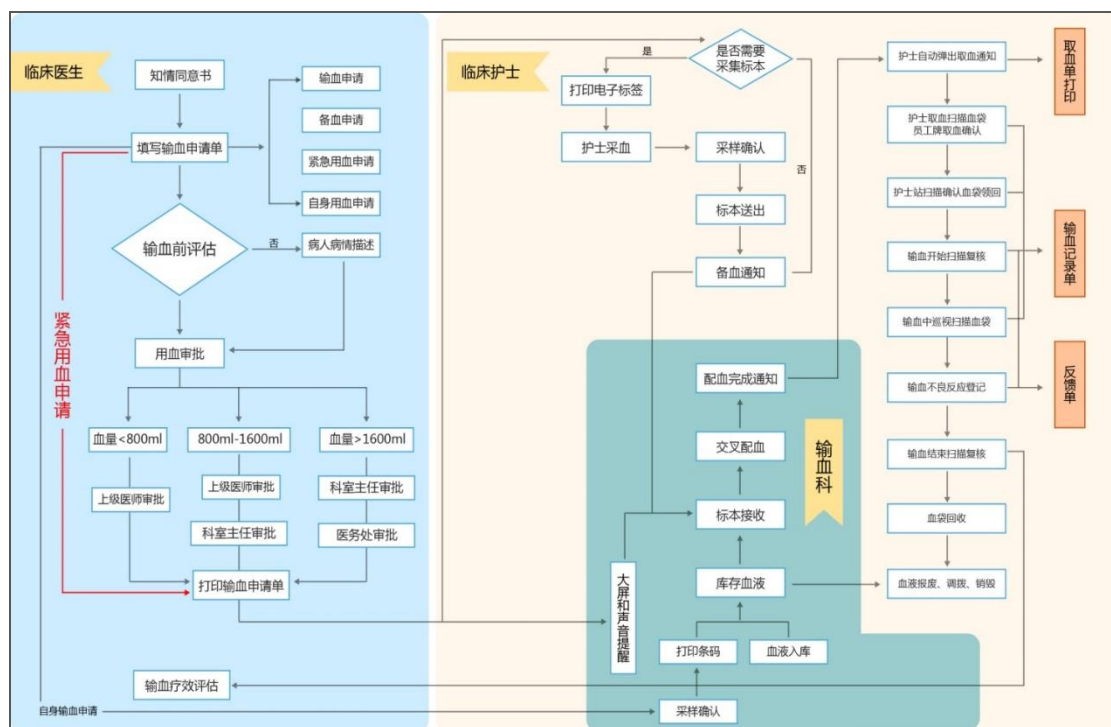 临床医生
知情同意书
填写输血申请单
输血申请
备血申请
紧急用血申请
自身用血申请
输血前评估
否
病人病情描述
紧急用血申请
用血审批
血量<800ml
800ml-1600ml
血量>1600ml
上级医师审批
上级医师审批
科室主任审批
科室主任审批
医务处审批
打印输血申请单
输血疗效评估
自身输血申请
临床护士
是否需要
采集标本
是
否
打印电子标签
护士采血
采样确认
标本送出
备血通知
输血科
配血完成通知
交叉配血
标本接收
库存血液
打印条码
血液入库
采样确认
大屏和声音提醒
护士自动弹出取血通知
护士取血扫描血袋
员工牌取血确认
护士站扫描确认血袋领回
输血开始扫描复核
输血中巡视扫描血袋
输血不良反应登记
输血结束扫描复核
血袋回收
血液报废、调拨、销毁
取血单打印
输血记录单
反馈单